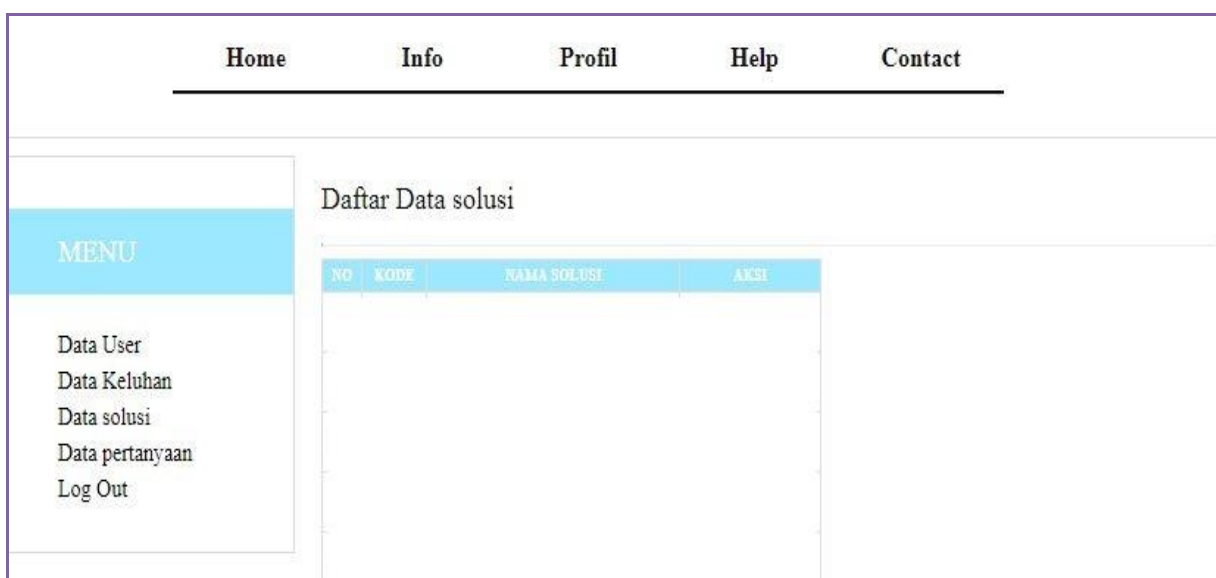 Home Info Profil Help Contact
Daftar Data solusi
MENU
NO KODE NAMA SOLUSI AKSI
Data User
Data Keluhan
Data solusi
Data pertanyaan
Log Out